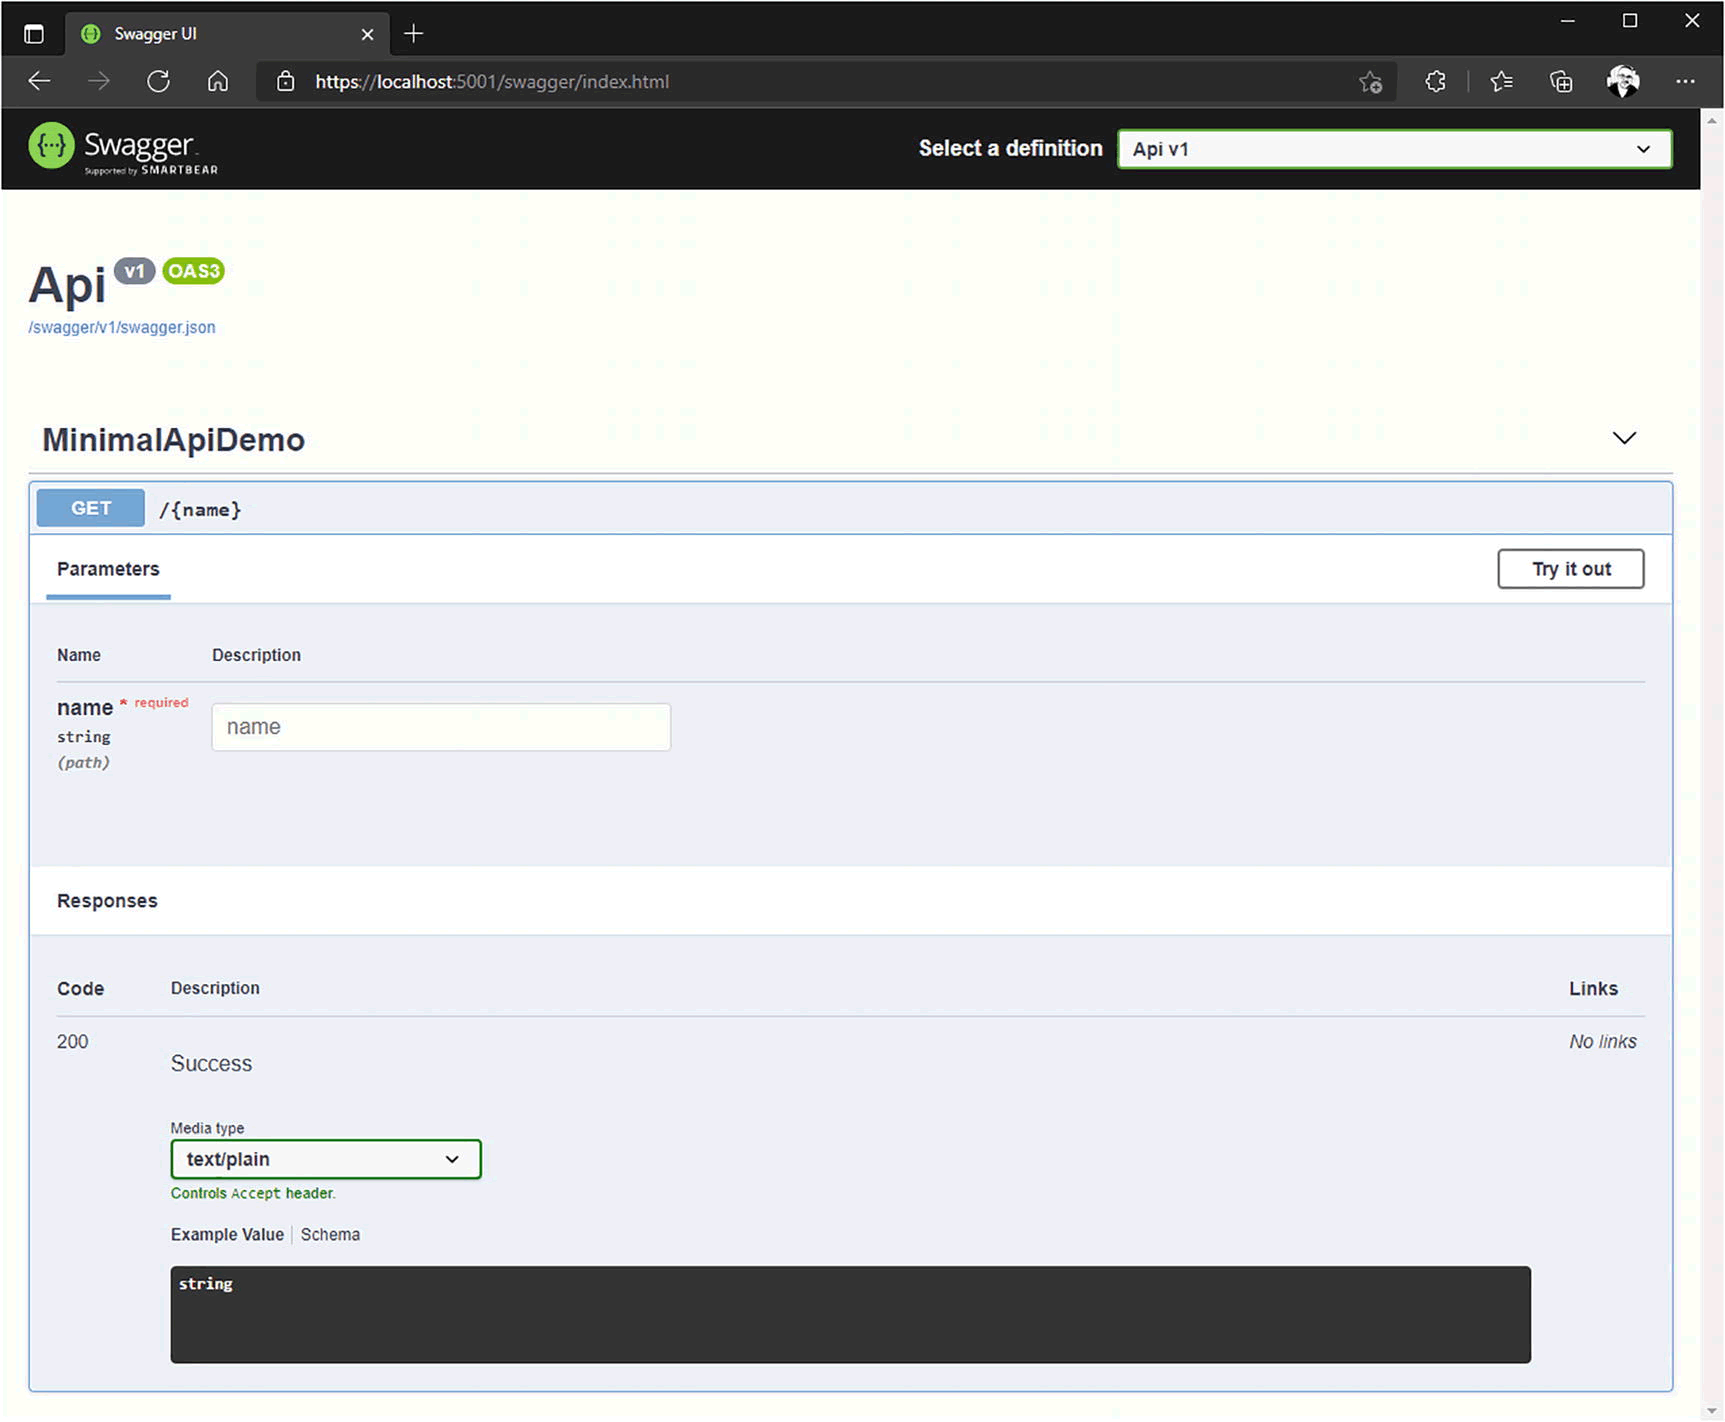 Swagger UI
https://localhost:5001/swagger/index.html
Swagger
Supported by SMARTBEAR
Select a definition
Api v1
Api v1 OAS3
/swagger/v1/swagger.json
MinimalApiDemo
GET /{name}
Parameters
Try it out
Name Description
name * required
string
(path)
name
Responses
Code Description Links
200
Success
No links
Media type
text/plain
Controls Accept header.
Example Value Schema
string